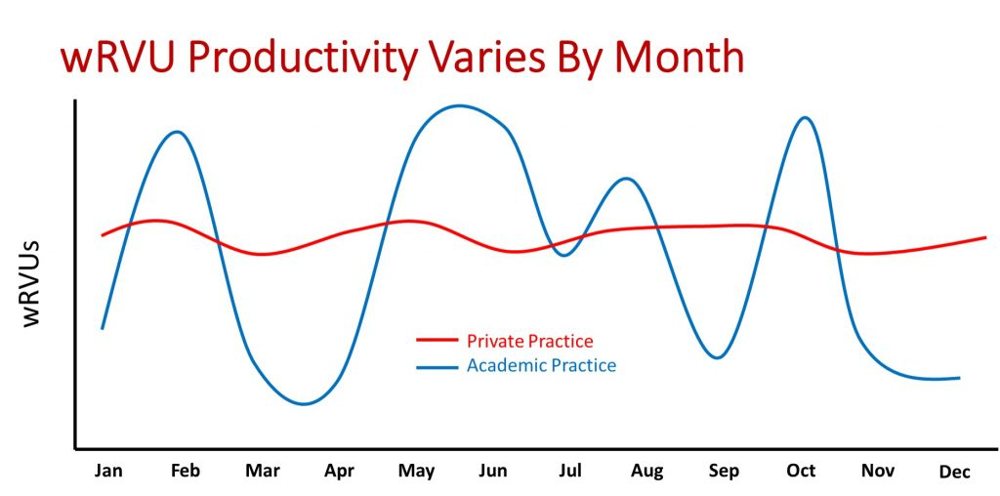 wRVU Productivity Varies By Month
wRVUs
Private Practice
Academic Practice
Jan Feb Mar Apr May Jun Jul Aug Sep Oct Nov Dec